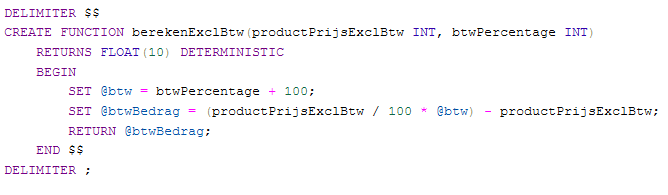 DELIMITER $$
CREATE FUNCTION berekenExclBtw(productPrijsExclBtw INT, btwPercentage INT)
    RETURNS FLOAT(10) DETERMINISTIC
    BEGIN
        SET @btw = btwPercentage + 100;
        SET @btwBedrag = (productPrijsExclBtw / 100 * @btw) - productPrijsExclBtw;
        RETURN @btwBedrag;
    END $$
DELIMITER ;